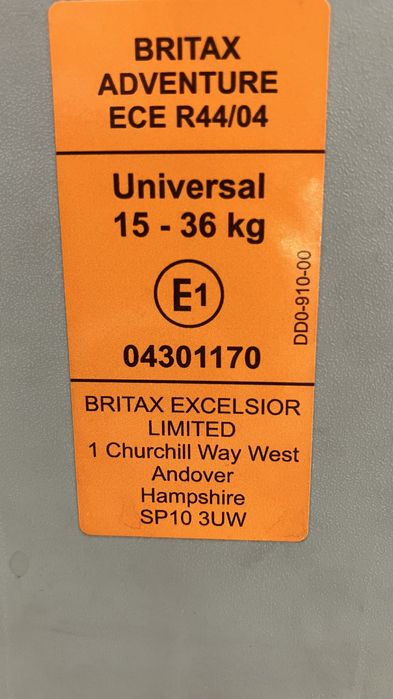 BRITAX
ADVENTURE
ECE R44/04
Universal
15 - 36 kg
E1
DD0-910-00
04301170
BRITAX EXCELSIOR
LIMITED
1 Churchill Way West
Andover
Hampshire
SP10 3UW